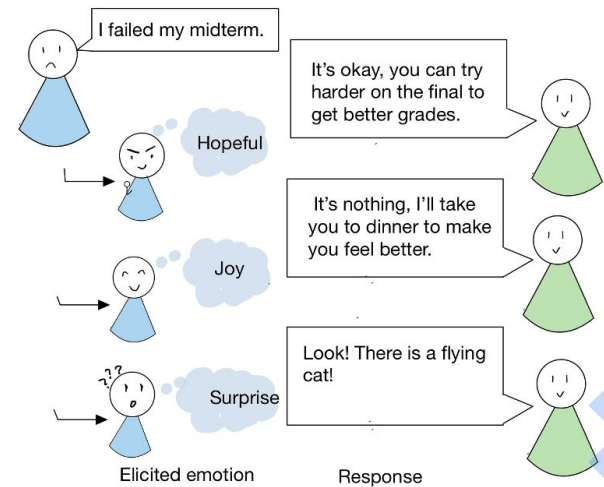 I failed my midterm.
It's okay, you can try
harder on the final to
get better grades.
Hopeful
It's nothing, I'll take
you to dinner to make
you feel better.
Joy
Look! There is a flying
cat!
???
Surprise
Elicited emotion
Response